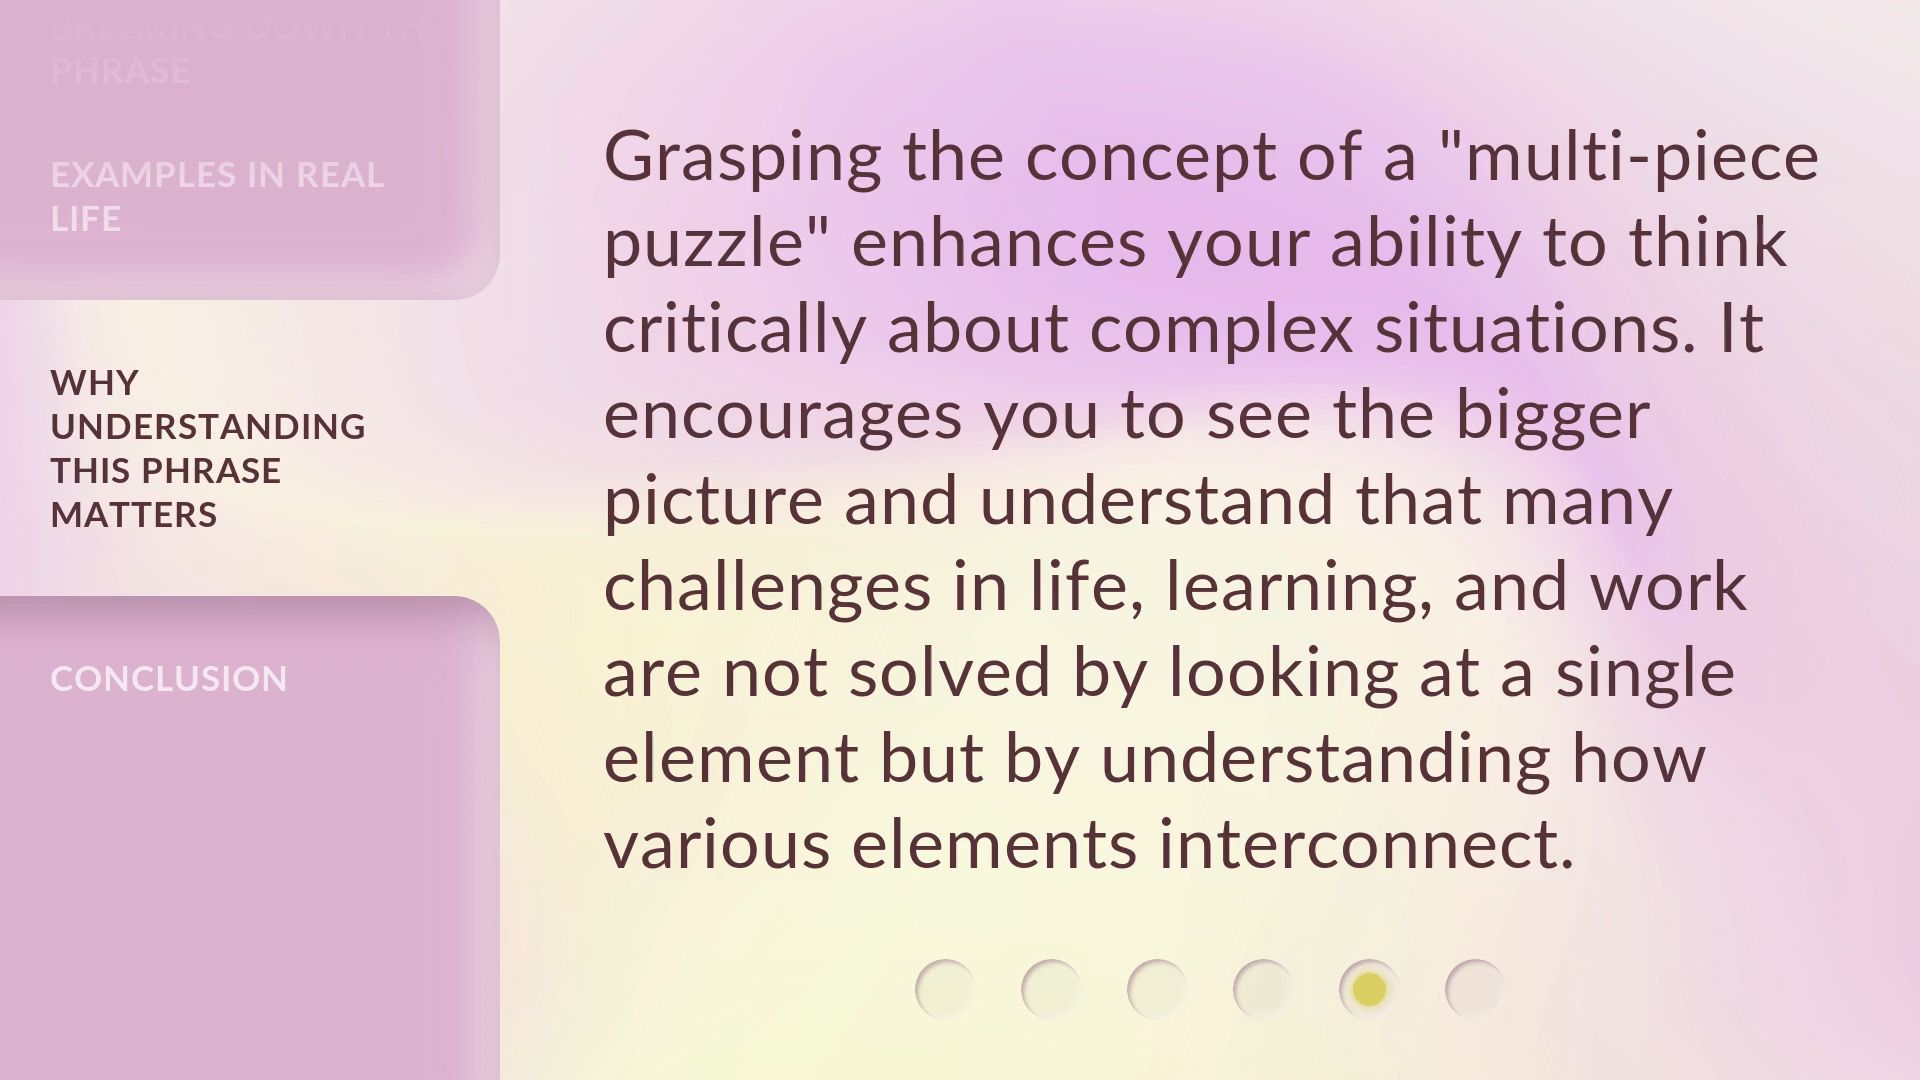 BREAKING DOWN THE
PHRASE
EXAMPLES IN REAL
LIFE
WHY
UNDERSTANDING
THIS PHRASE
MATTERS
CONCLUSION
Grasping the concept of a "multi-piece
puzzle" enhances your ability to think
critically about complex situations. It
encourages you to see the bigger
picture and understand that many
challenges in life, learning, and work
are not solved by looking at a single
element but by understanding how
various elements interconnect.